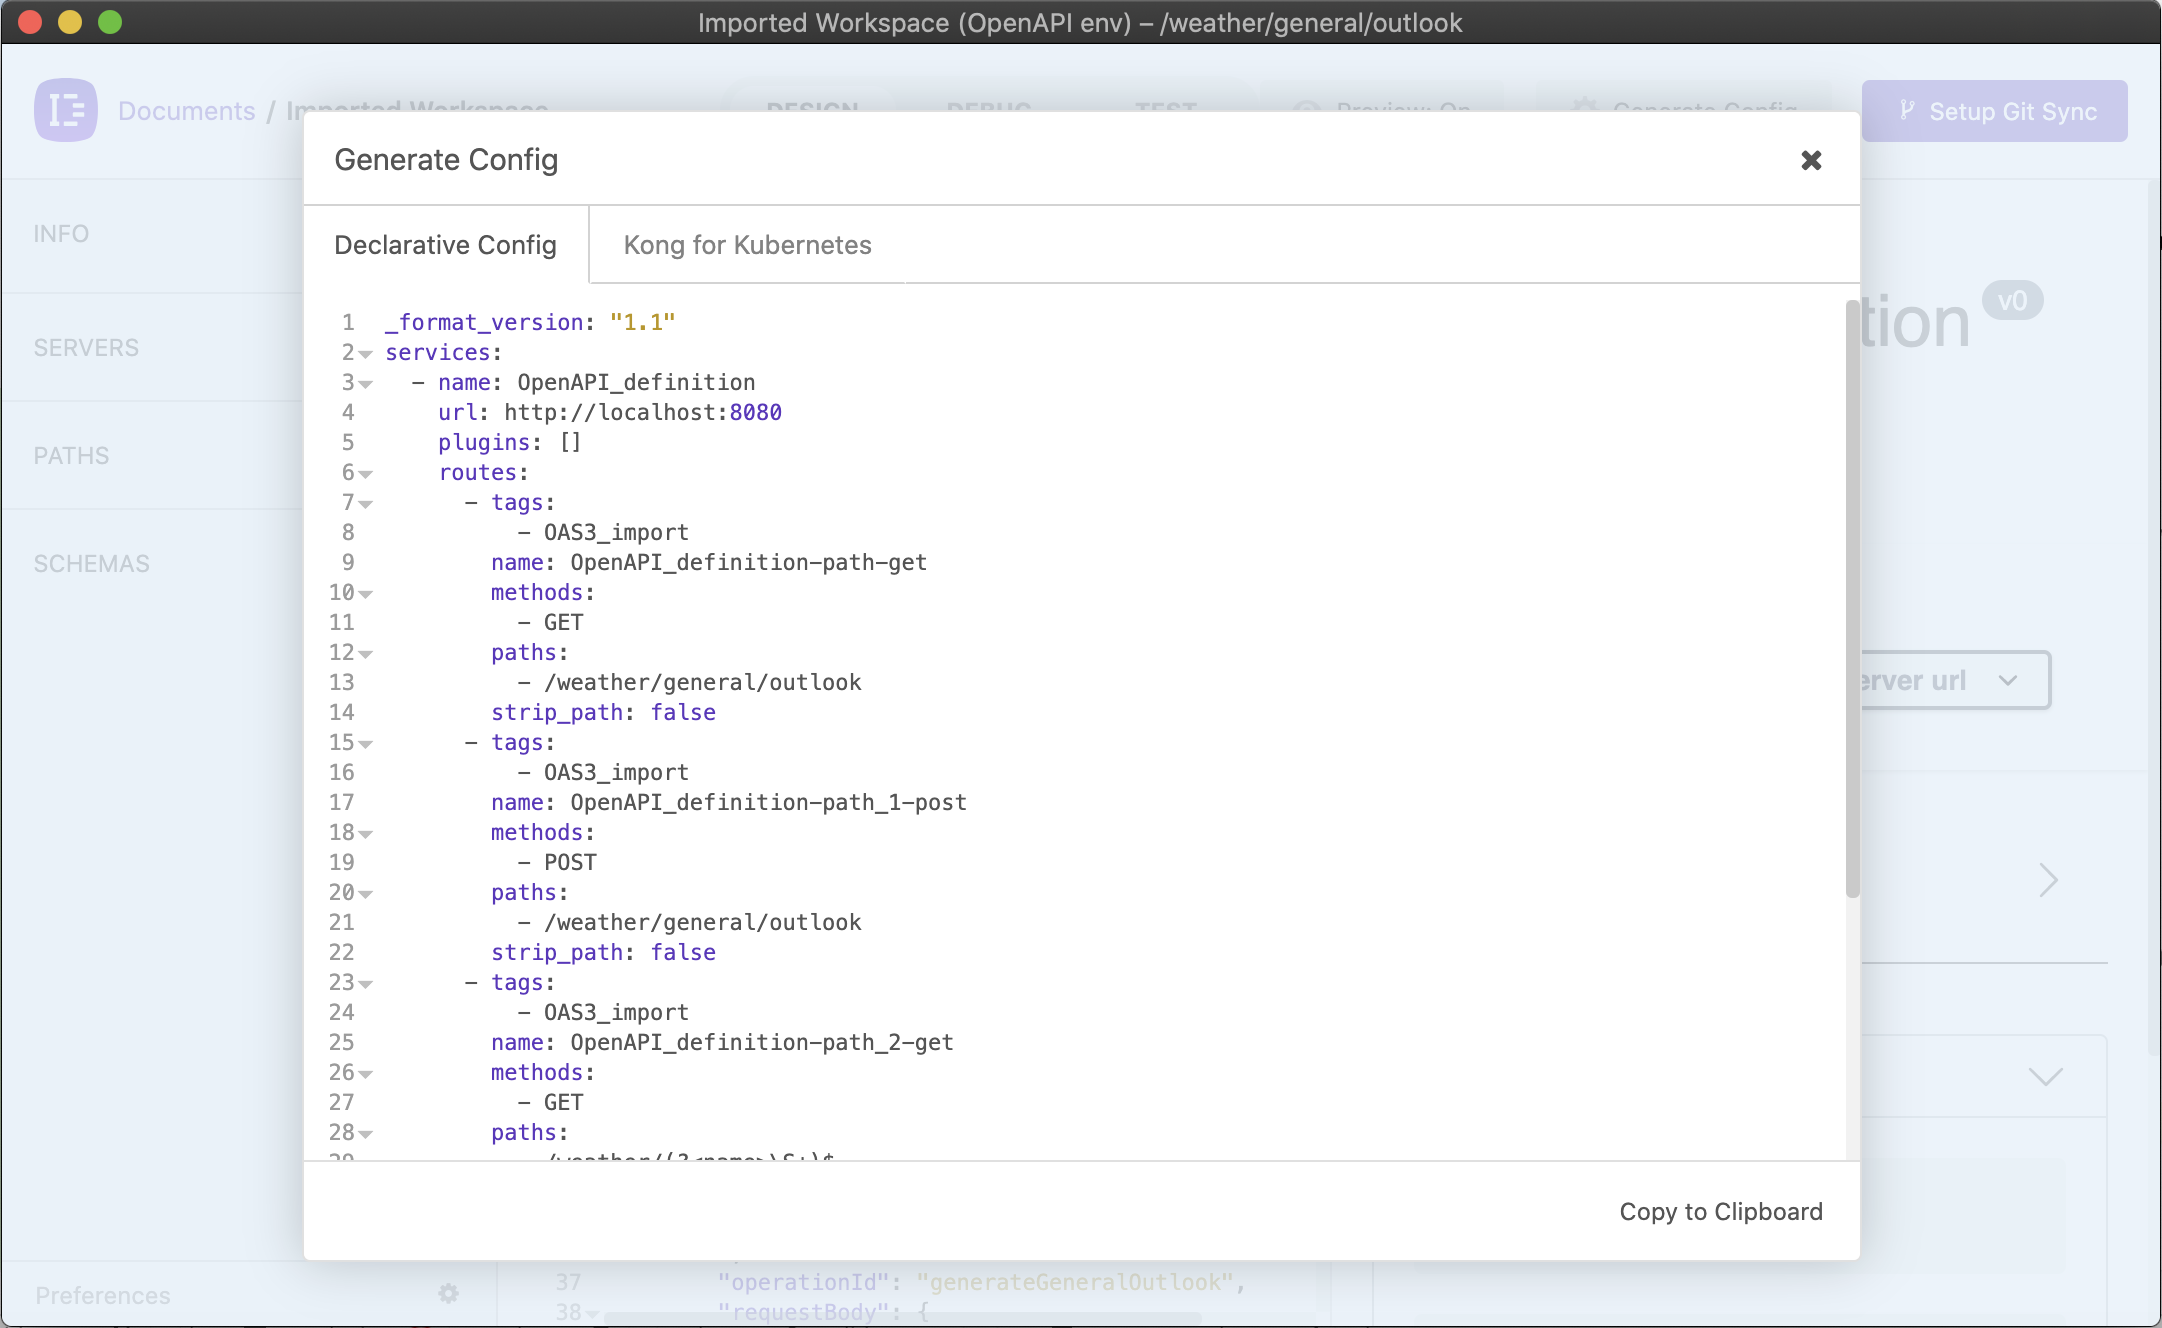 Imported Workspace (OpenAPI env) – /weather/general/outlook
Documents / Imported Workspace
DESIGN
DEBUG
TEST
Preview: On
Generate Config
Setup Git Sync
INFO
SERVERS
PATHS
SCHEMAS
Preferences
Generate Config
Declarative Config
Kong for Kubernetes
1 _format_version: "1.1"
2 services:
3 - name: OpenAPI_definition
4 url: http://localhost:8080
5 plugins: []
6 routes:
7 - tags:
8 - OAS3_import
9 name: OpenAPI_definition-path-get
10 methods:
11 - GET
12 paths:
13 - /weather/general/outlook
14 strip_path: false
15 - tags:
16 - OAS3_import
17 name: OpenAPI_definition-path_1-post
18 methods:
19 - POST
20 paths:
21 - /weather/general/outlook
22 strip_path: false
23 - tags:
24 - OAS3_import
25 name: OpenAPI_definition-path_2-get
26 methods:
27 - GET
28 paths:
29 /weather/(?<name>\S+)$
Copy to Clipboard
tion
v0
erver url
37 "operationId": "generateGeneralOutlook",
38 "requestBody": {